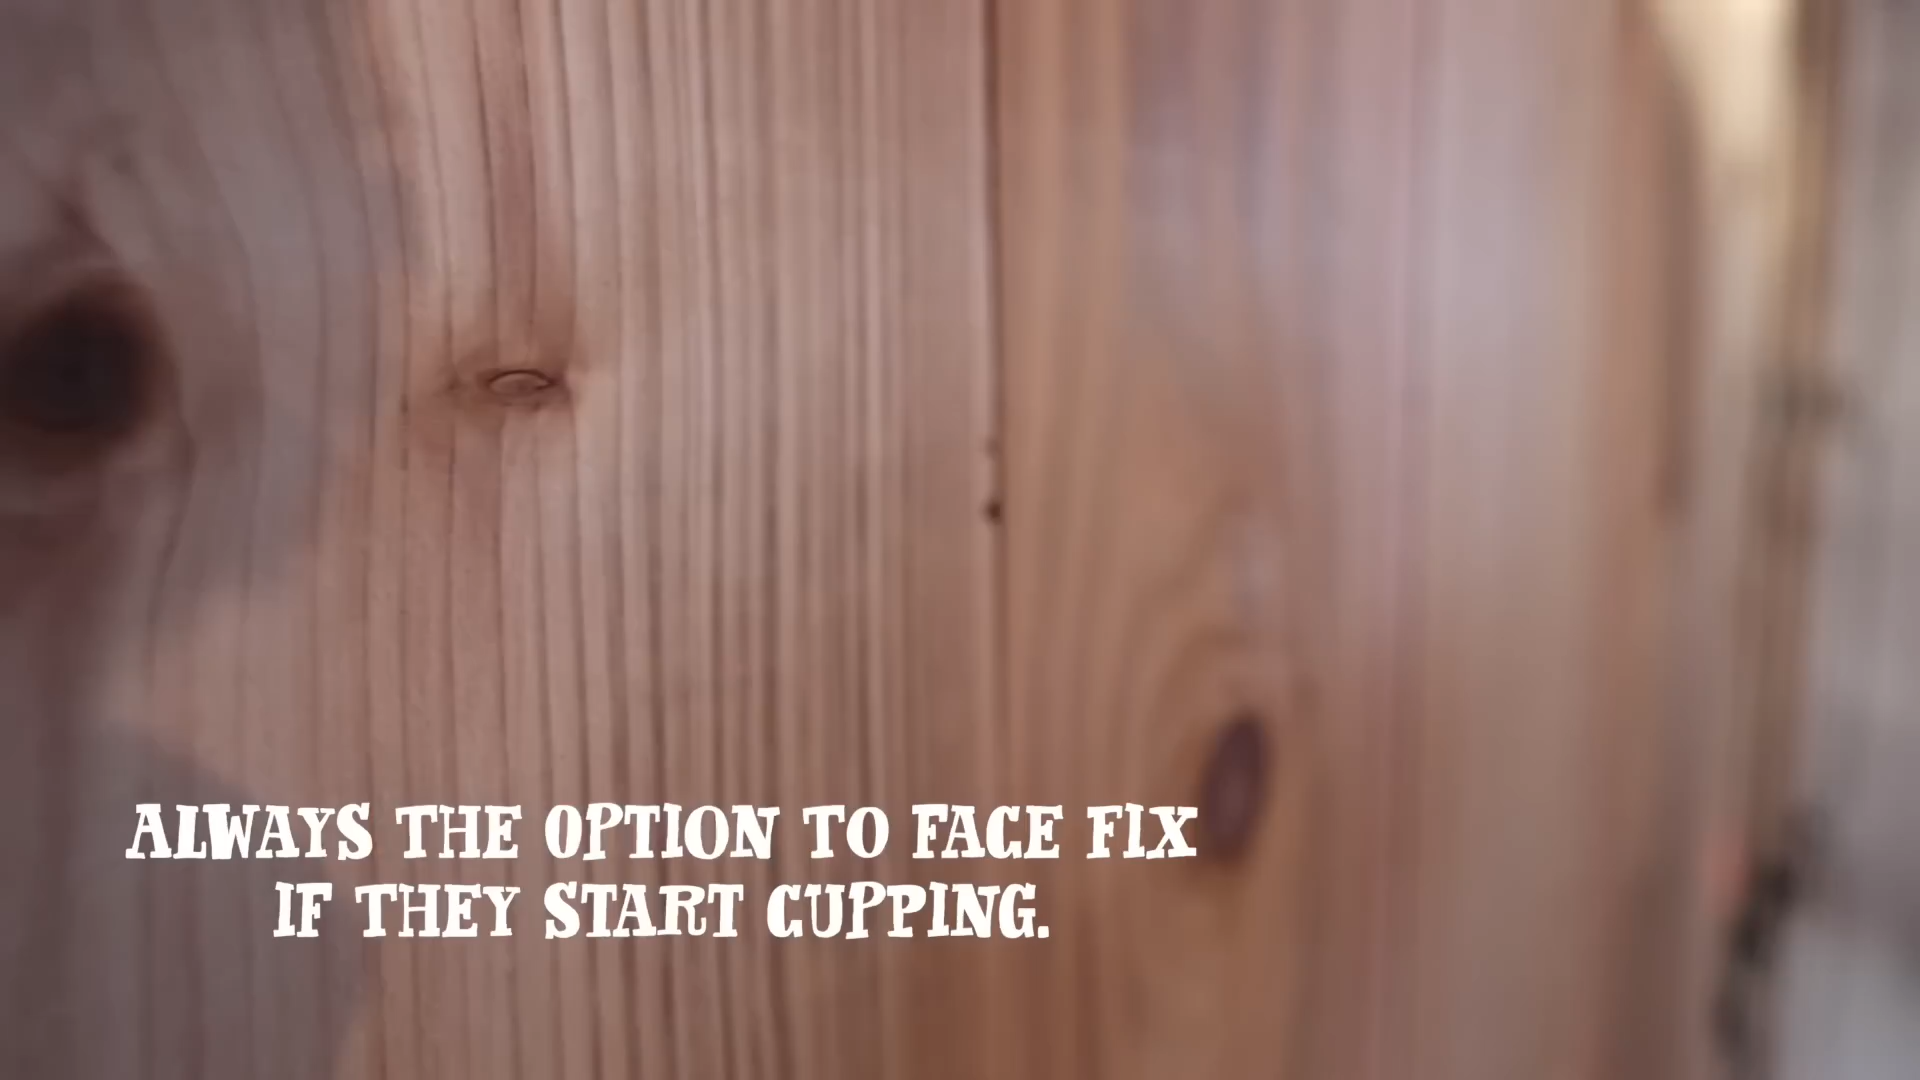 ALWAYS THE OPTION TO FACE FIX
IF THEY START CUPPING.